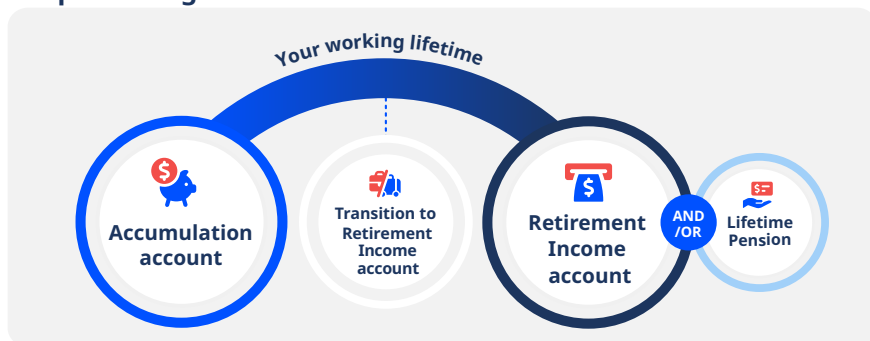 Your working lifetime
Accumulation
account
Transition to
Retirement
Income
account
Retirement
Income
account
AND
/OR
Lifetime
Pension